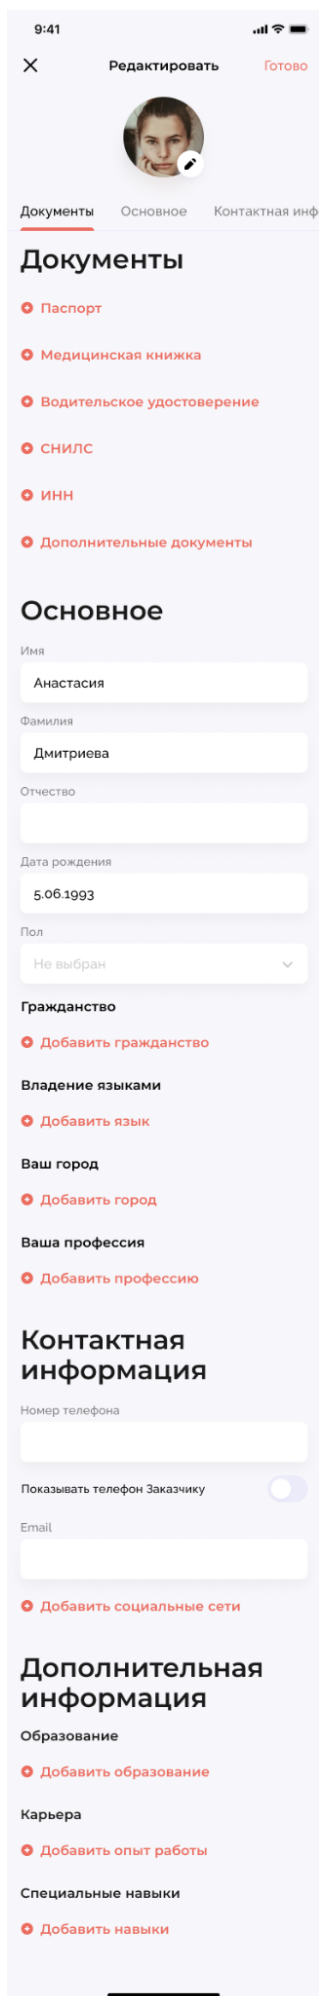 9:41
Редактировать
Готово
Документы
Основное
Контактная инф
Документы
Паспорт
Медицинская книжка
Водительское удостоверение
СНИЛС
ИНН
Дополнительные документы
Основное
Имя
Анастасия
Фамилия
Дмитриева
Отчество
Дата рождения
5.06.1993
Пол
Не выбран
Гражданство
Добавить гражданство
Владение языками
Добавить язык
Ваш город
Добавить город
Ваша профессия
Добавить профессию
Контактная
информация
Номер телефона
Показывать телефон Заказчику
Email
Добавить социальные сети
Дополнительная
информация
Образование
Добавить образование
Карьера
Добавить опыт работы
Специальные навыки
Добавить навыки